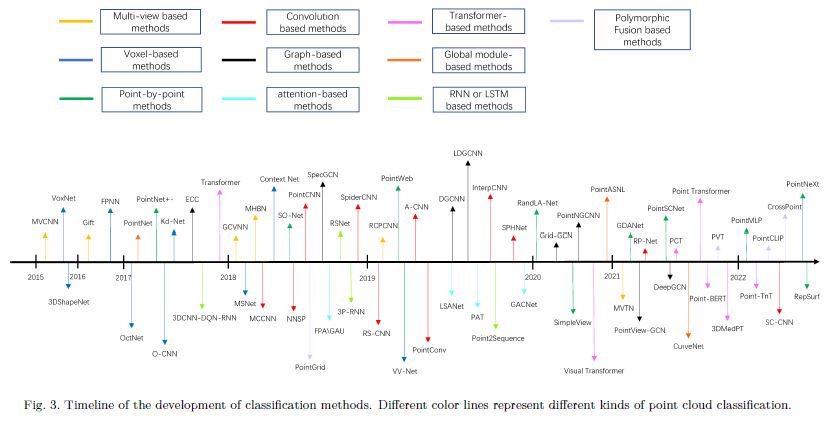 Multi-view based
methods
Convolution
based methods
Transformer-
based methods
Polymorphic
Fusion based
methods
Voxel-based
methods
Graph-based
methods
Global module-
based methods
Point-by-point
methods
attention-based
methods
RNN or LSTM
based methods
LDGCNN
Transformer
Context Net
SpecGCN
PointWeb
PointNeXt
VoxNet
FPNN
PointNet++
ECC
MHBN
PointCNN
SpiderCNN
A-CNN
DGCNN
InterpCNN
RandLA-Net
PointASNL
Point Transformer
CrossPoint
MVCNN
Gift
PointNet
Kd-Net
GCVNN
SO-Net
RSNet
RCPCNN
SPHNet
Grid-GCN
PointNGCNN
GDANet
RP-Net
PointSCNet
PCT
PVT
PointMLP
PointCLIP
2015
2016
2017
2018
2019
2020
2021
2022
3DShapeNet
OctNet
O-CNN
3DCNN-DQN-RNN
MSNet
MCCNN
NNSP
FPA\GAU
PointGrid
3P-RNN
RS-CNN
VV-Net
PointConv
LSANet
PAT
Point2Sequence
GACNet
SimpleView
Visual Transformer
MVTN
PointView-GCN
DeepGCN
CurveNet
Point-BERT
3DMedPT
Point-TnT
SC-CNN
RepSurf
Fig. 3. Timeline of the development of classification methods. Different color lines represent different kinds of point cloud classification.